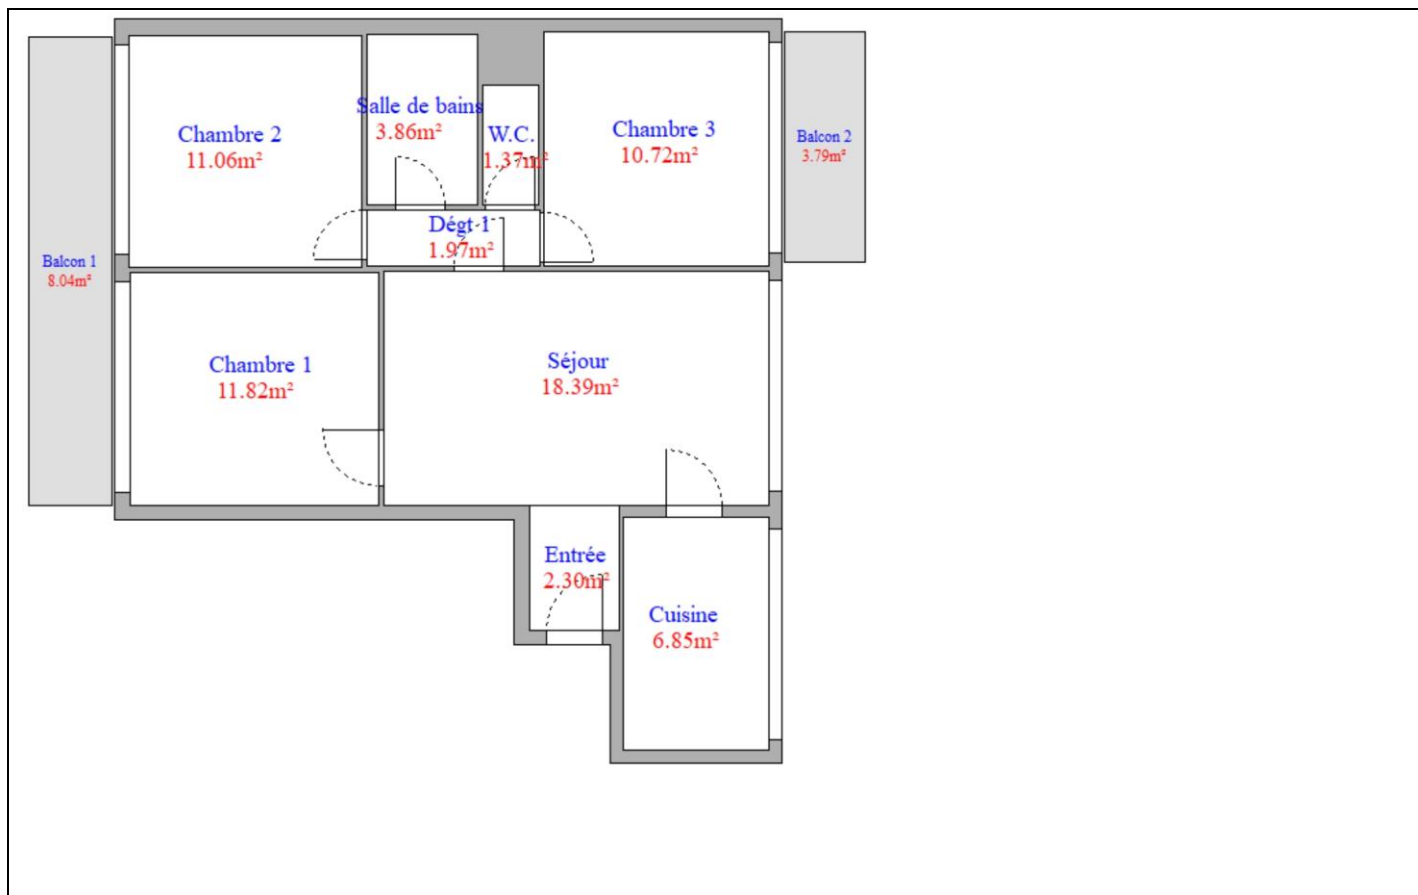 Salle de bains
3.86m²
Chambre 2
11.06m²
W.C.
1.37m²
Chambre 3
10.72m²
Balcon 2
3.79m²
Dégt 1
1.97m²
Balcon 1
8.04m²
Chambre 1
11.82m²
Séjour
18.39m²
Entrée
2.30m²
Cuisine
6.85m²